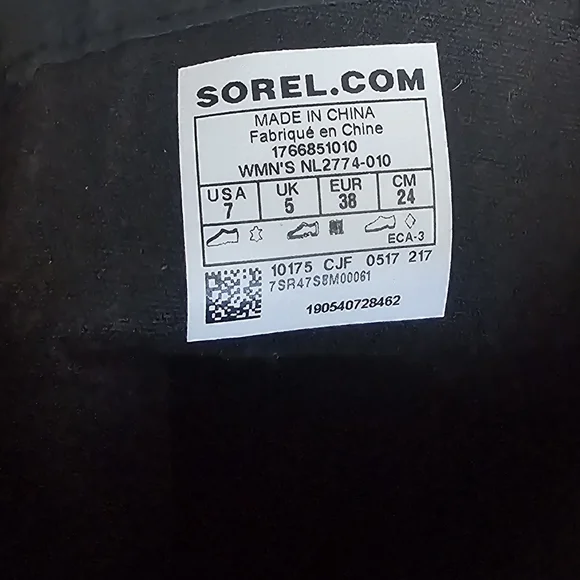 SOREL.COM
MADE IN CHINA
Fabriqué en Chine
1766851010
WMN'S NL2774-010
USA UK EUR CM
7 5 38 24
ECA-3
10175 CJF 0517 217
7SR47SBM00061
190540728462